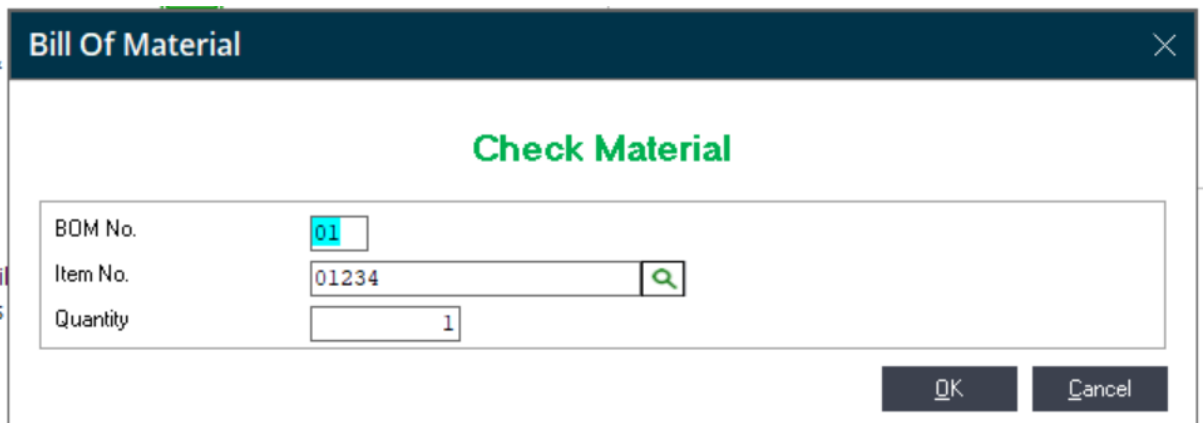 Bill Of Material
Check Material
BOM No. 01
Item No. 01234
Quantity 1
OK Cancel